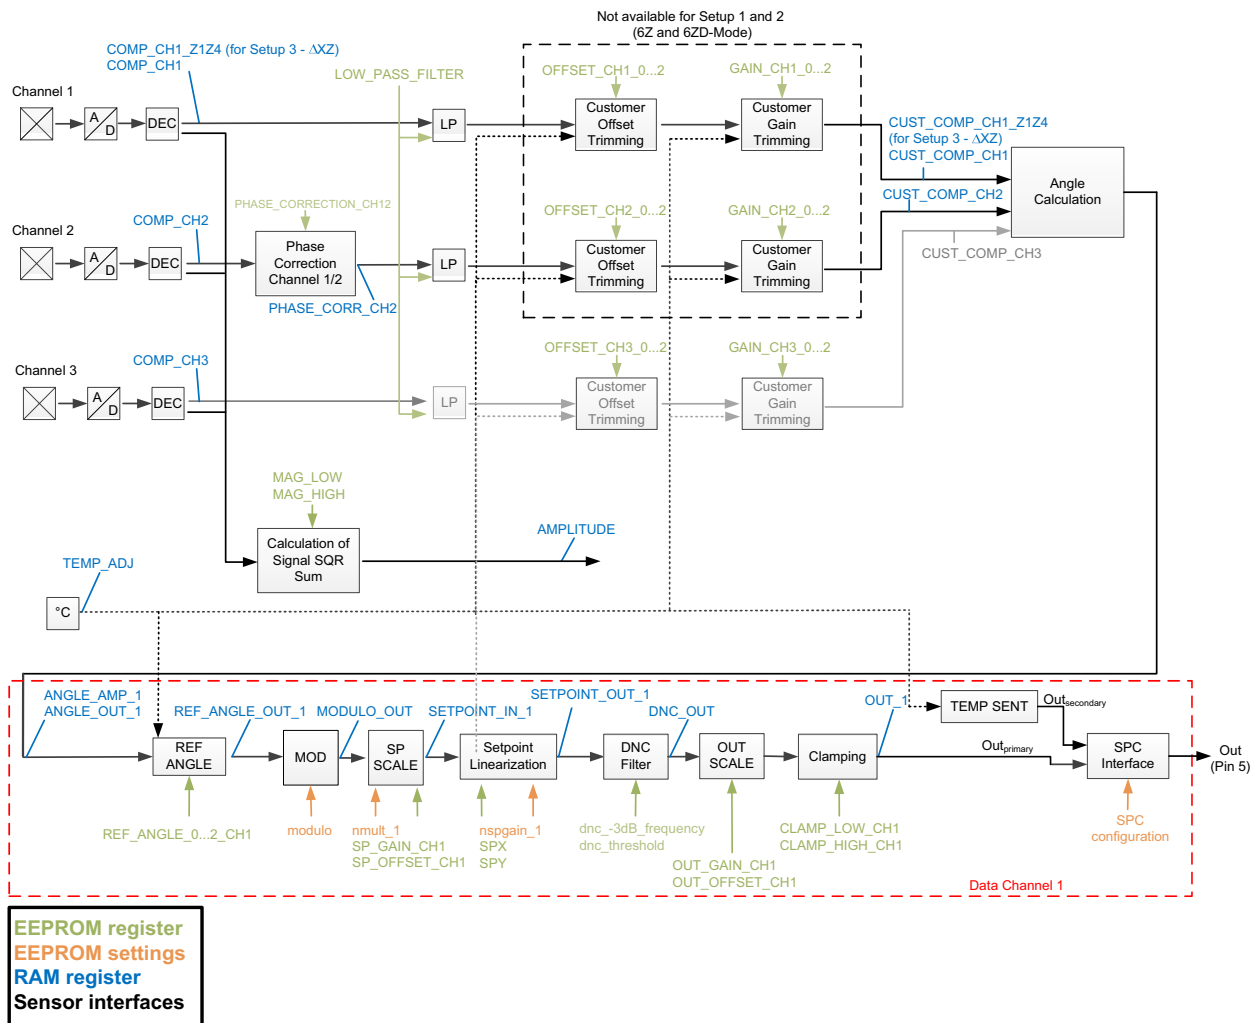 Not available for Setup 1 and 2
(6Z and 6ZD-Mode)
COMP_CH1_Z1Z4 (for Setup 3 - ΔXZ)
COMP_CH1
LOW_PASS_FILTER
OFFSET_CH1_0...2
GAIN_CH1_0...2
Channel 1
A
D
DEC
LP
Customer
Offset
Trimming
Customer
Gain
Trimming
CUST_COMP_CH1_Z1Z4
(for Setup 3 - ΔXZ)
CUST_COMP_CH1
CUST_COMP_CH2
CUST_COMP_CH3
Angle
Calculation
PHASE_CORRECTION_CH12
COMP_CH2
OFFSET_CH2_0...2
GAIN_CH2_0...2
Channel 2
A
D
DEC
Phase
Correction
Channel 1/2
PHASE_CORR_CH2
LP
Customer
Offset
Trimming
Customer
Gain
Trimming
COMP_CH3
OFFSET_CH3_0...2
GAIN_CH3_0...2
Channel 3
A
D
DEC
LP
Customer
Offset
Trimming
Customer
Gain
Trimming
MAG_LOW
MAG_HIGH
Calculation of
Signal SQR
Sum
AMPLITUDE
TEMP_ADJ
°C
ANGLE_AMP_1
ANGLE_OUT_1
REF_ANGLE_OUT_1
MODULO_OUT
SETPOINT_IN_1
SETPOINT_OUT_1
DNC_OUT
OUT_1
TEMP SENT
Outsecondary
Outprimary
REF
ANGLE
MOD
SP
SCALE
Setpoint
Linearization
DNC
Filter
OUT
SCALE
Clamping
SPC
Interface
Out
(Pin 5)
REF_ANGLE_0...2_CH1
modulo
nmult_1
SP_GAIN_CH1
SP_OFFSET_CH1
nspgain_1
SPX
SPY
dnc_-3dB_frequency
dnc_threshold
OUT_GAIN_CH1
OUT_OFFSET_CH1
CLAMP_LOW_CH1
CLAMP_HIGH_CH1
SPC
configuration
Data Channel 1
EEPROM register
EEPROM settings
RAM register
Sensor interfaces